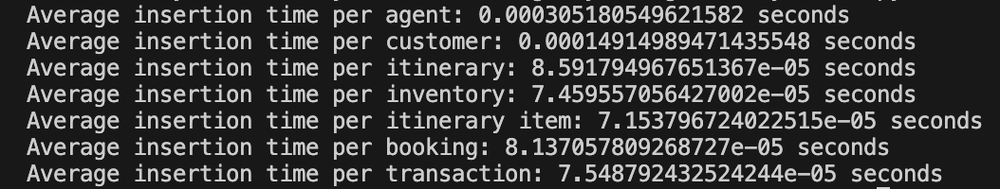 Average insertion time per agent: 0.000305180549621582 seconds
Average insertion time per customer: 0.00014914989471435548 seconds
Average insertion time per itinerary: 8.591794967651367e-05 seconds
Average insertion time per inventory: 7.459557056427002e-05 seconds
Average insertion time per itinerary item: 7.153796724022515e-05 seconds
Average insertion time per booking: 8.137057809268727e-05 seconds
Average insertion time per transaction: 7.548792432524244e-05 seconds